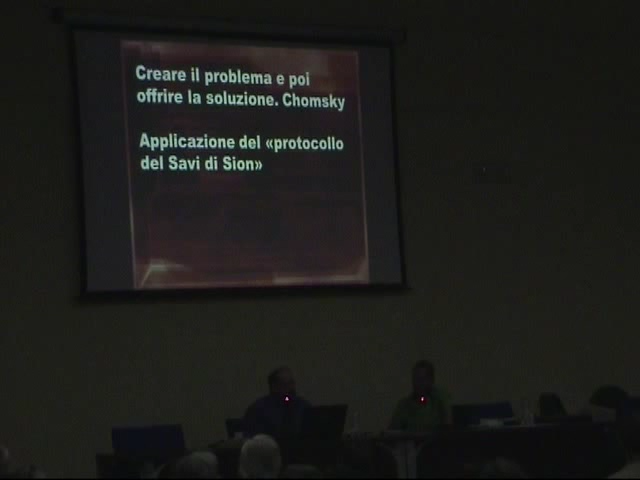 Creare il problema e poi
offrire la soluzione. Chomsky
Applicazione del «protocollo
del Savi di Sion»